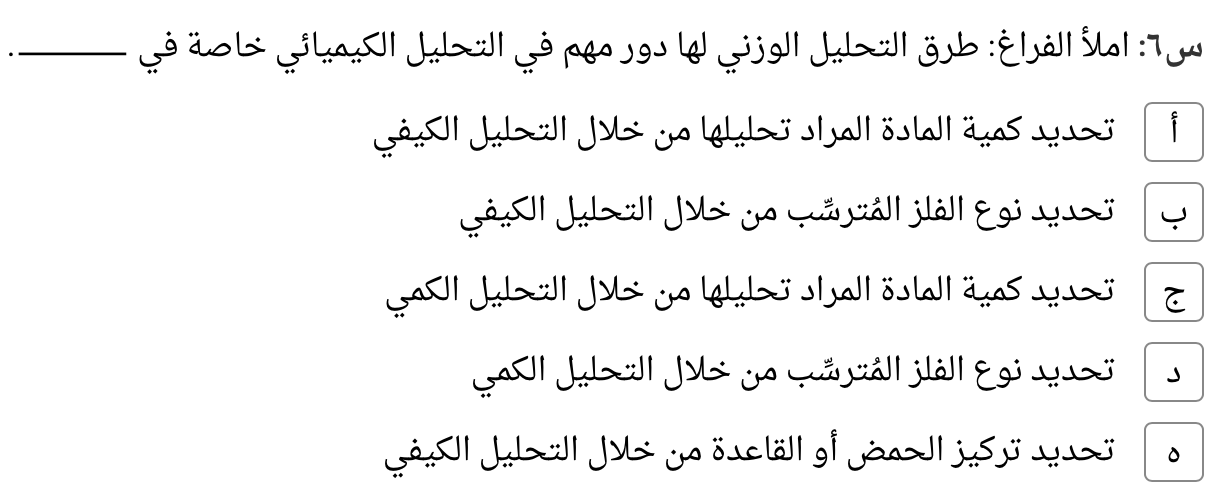 س٦: املأ الفراغ: طرق التحليل الوزني لها دور مهم في التحليل الكيميائي خاصة في ــــــــــ.
أ تحديد كمية المادة المراد تحليلها من خلال التحليل الكيفي
ب تحديد نوع الفلز المُترسِّب من خلال التحليل الكيفي
ج تحديد كمية المادة المراد تحليلها من خلال التحليل الكمي
د تحديد نوع الفلز المُترسِّب من خلال التحليل الكمي
ه تحديد تركيز الحمض أو القاعدة من خلال التحليل الكيفي